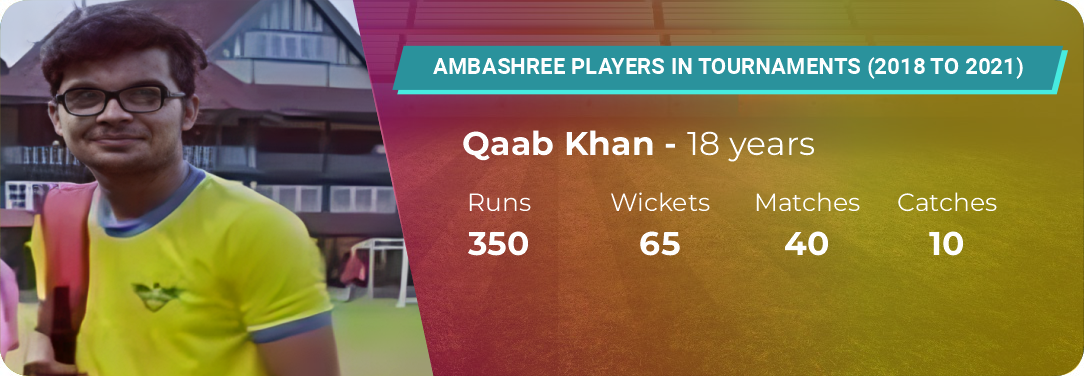 AMBASHREE PLAYERS IN TOURNAMENTS (2018 TO 2021)
Qaab Khan - 18 years
Runs Wickets Matches Catches
350 65 40 10